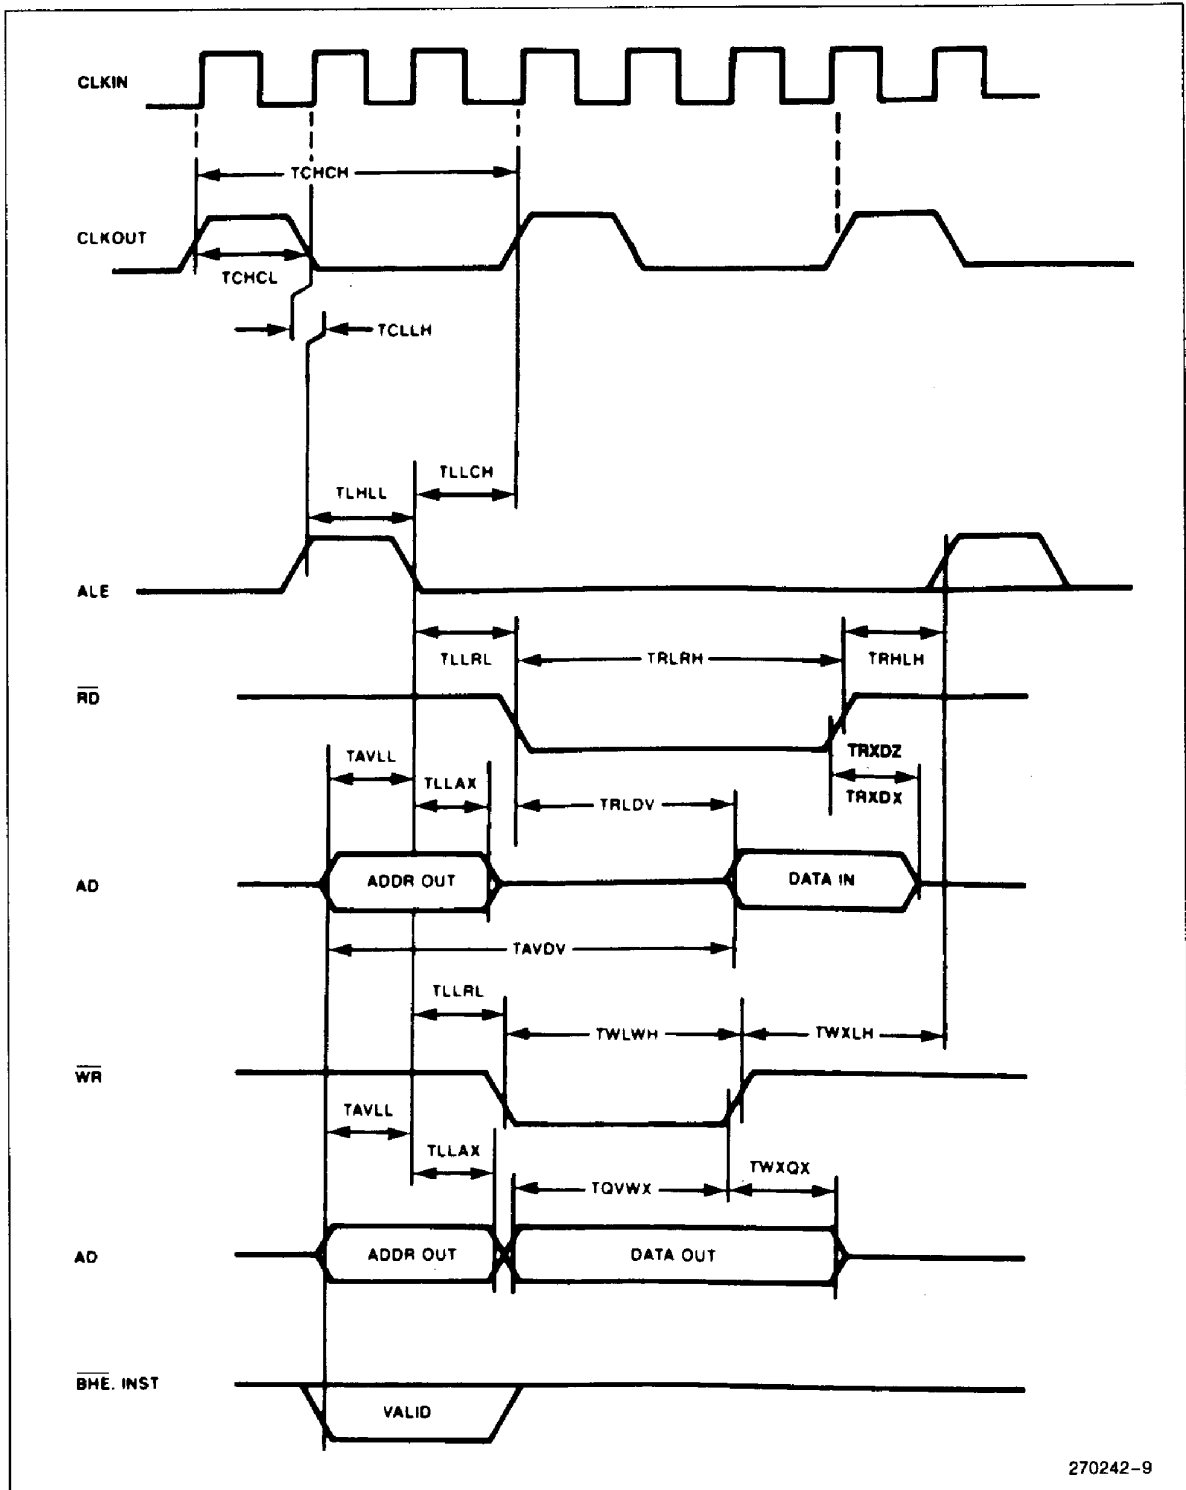 CLKIN
TCHCH
CLKOUT
TCHCL
TCLLH
TLLCH
TLHLL
ALE
TLLRL
TRLRH
TRHLH
RD
TAVLL
TLLAX
TRXDZ
TRLDV
TRXDX
AD
ADDR OUT
DATA IN
TAVDV
TLLRL
TWLWH
TWXLH
WR
TAVLL
TLLAX
TWXQX
TQVWX
AD
ADDR OUT
DATA OUT
BHE. INST
VALID
270242-9